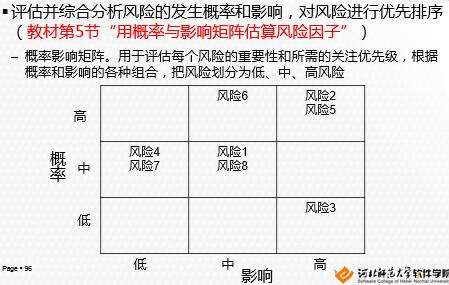 ▪评估并综合分析风险的发生概率和影响，对风险进行优先排序
（教材第5节“用概率与影响矩阵估算风险因子”）
– 概率影响矩阵。用于评估每个风险的重要性和所需的关注优先级，根据
概率和影响的各种组合，把风险划分为低、中、高风险
高 风险6 风险2
风险5
概率
中 风险4 风险1
风险7 风险8
低 风险3
低 中 高
影响
Page ▪ 96
河北师范大学软件学院
Software College of Hebei Normal University